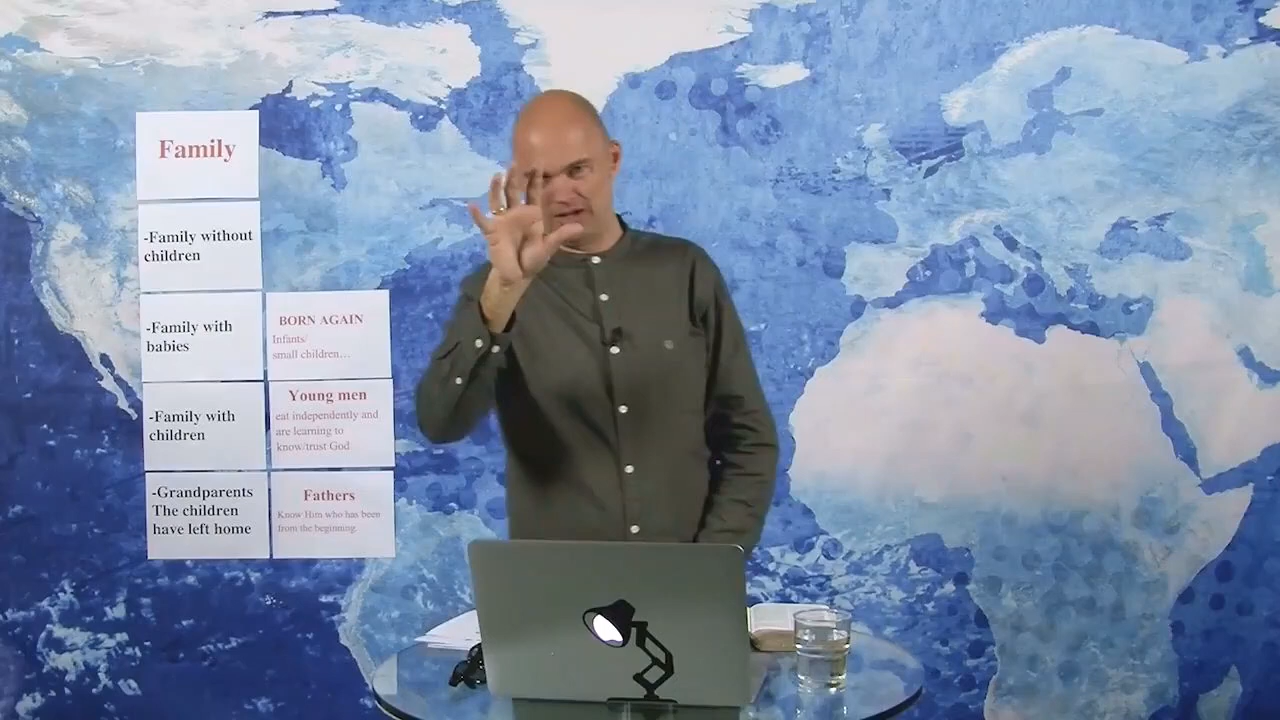 Family
-Family without
children
-Family with
babies
BORN AGAIN
Infants/
small children...
-Family with
children
Young men
eat independently and
are learning to
know/trust God
-Grandparents
The children
have left home
Fathers
Know Him who has been
from the beginning.